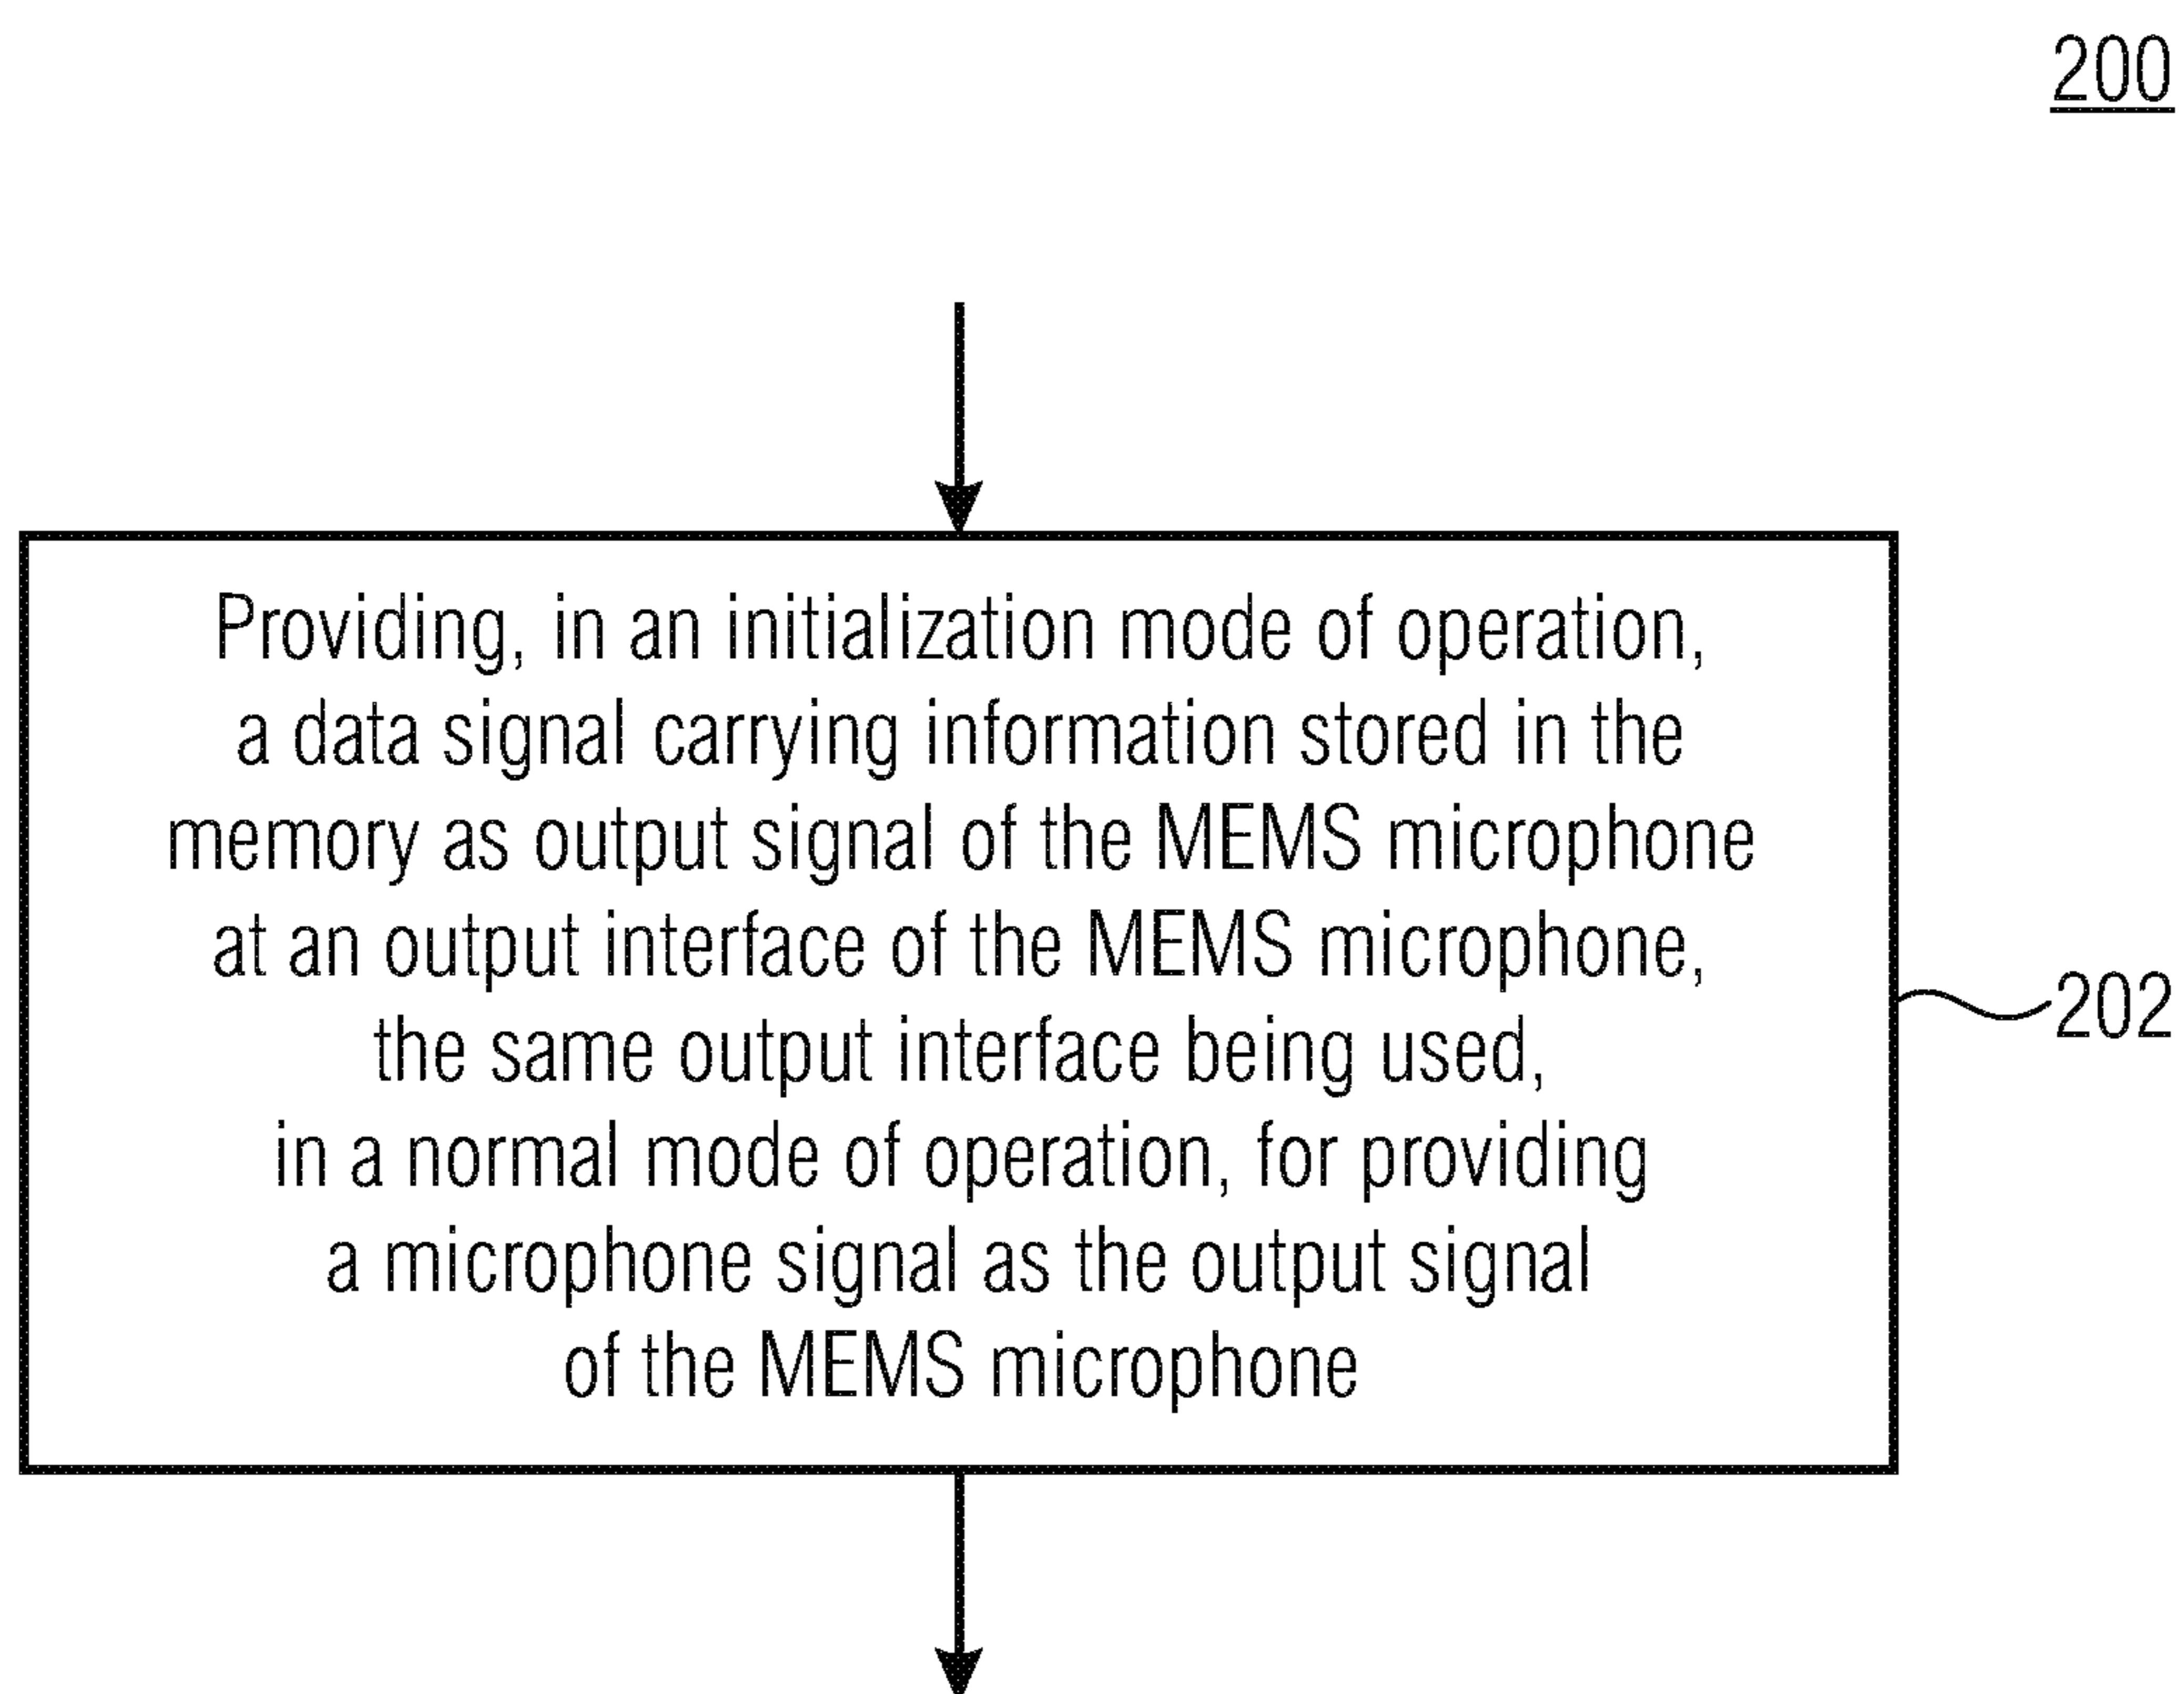 200
Providing, in an initialization mode of operation,
a data signal carrying information stored in the
memory as output signal of the MEMS microphone
at an output interface of the MEMS microphone,
the same output interface being used,
in a normal mode of operation, for providing
a microphone signal as the output signal
of the MEMS microphone
202